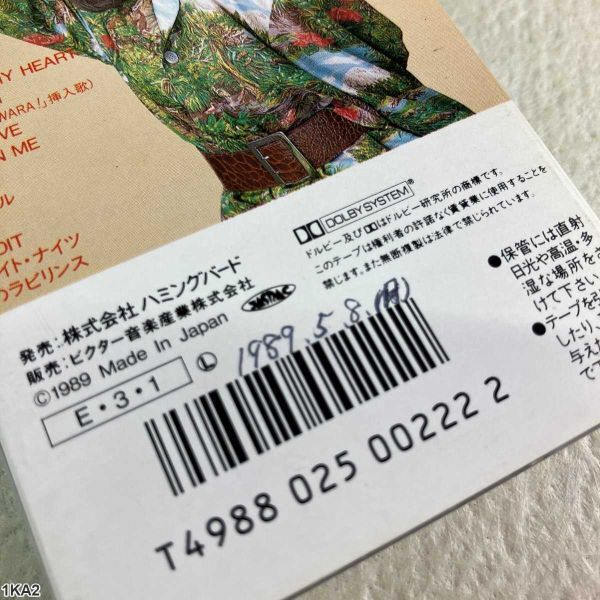 MY HEART
WARA!」挿入歌)
VE
N ME
ル
DIT
イト・ナイツ
のラビリンス
DOLBY SYSTEM®
ドルビー及びDDはドルビー研究所の商標です。
このテープは権利者の許諾なく賃貸業に使用することを
禁じます。また無断複製は法律で禁じられています。
発売:株式会社 ハミングバード
販売:ビクター音楽産業株式会社
©1989 Made In Japan
E・3・1
Ⓛ
1989.5.8.(月)
T4988 025 00222 2
●保管には直射
日光や高温・多
湿な場所を
けて下さい
●テープを
したり、
与えた
で下
1KA2